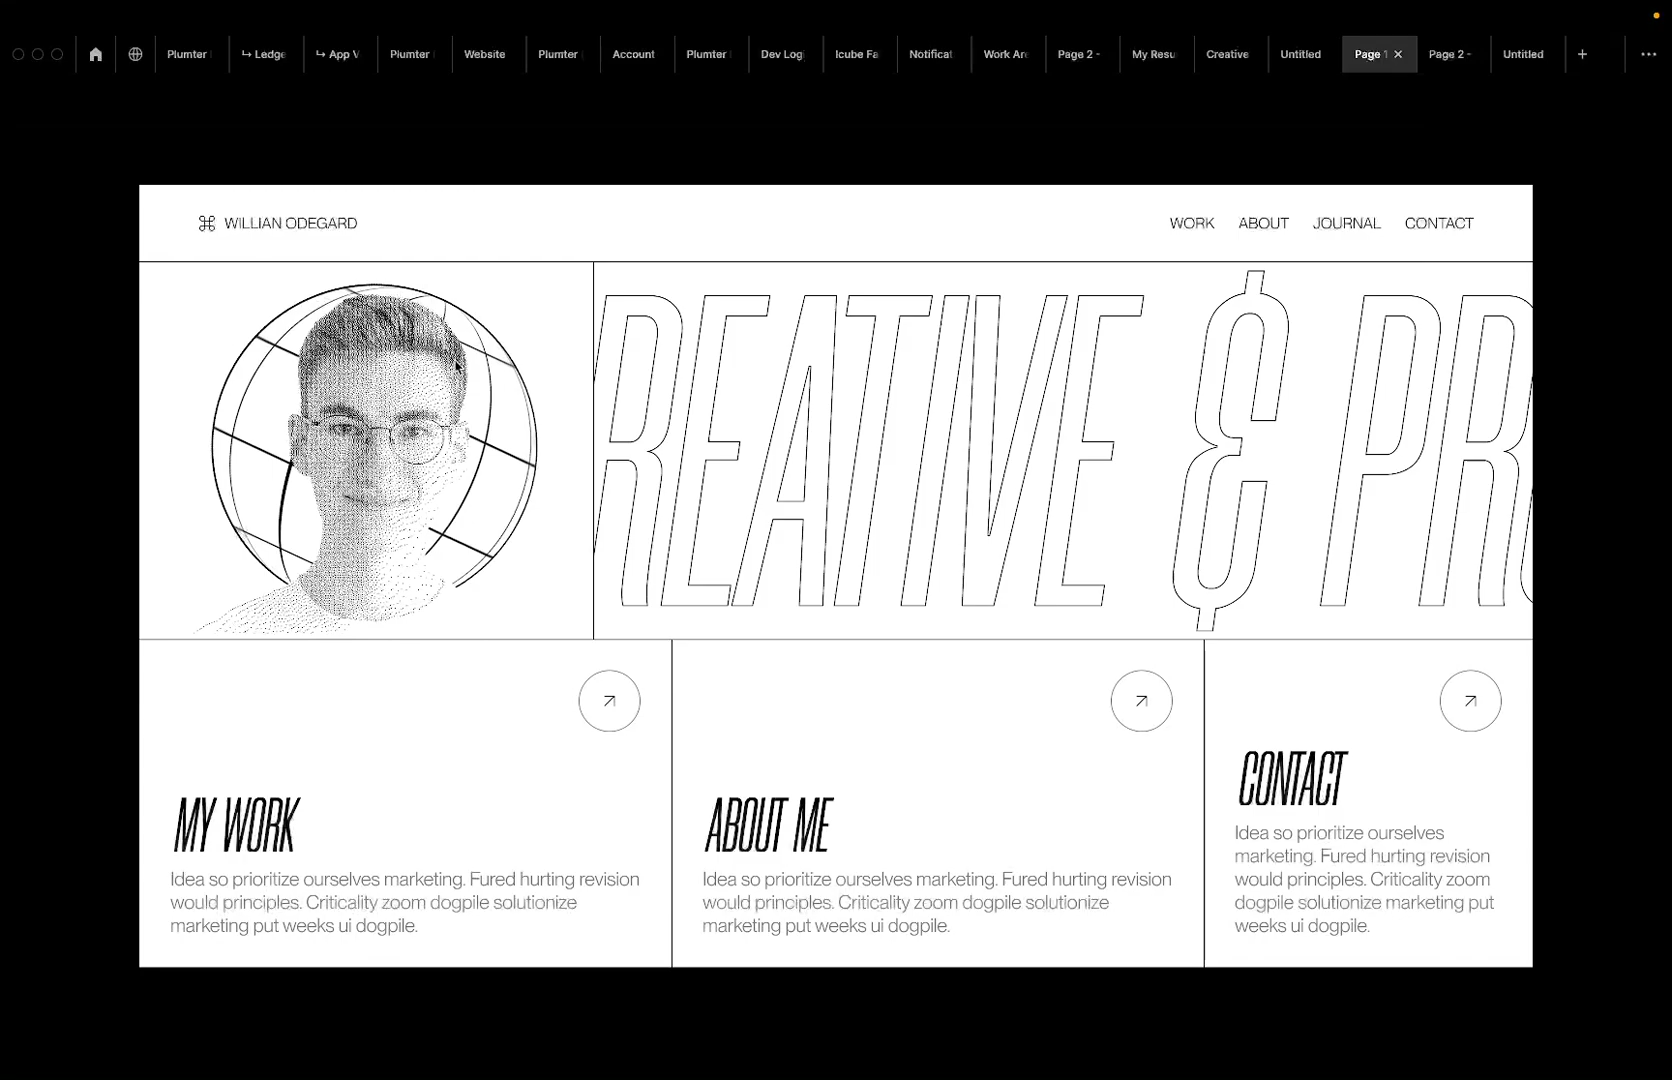 Plumter
↪ Ledge
↪ App V
Plumter
Website
Plumter
Account
Plumter
Dev Log
Icube Fa
Notificat
Work Are
Page 2 -
My Resu
Creative
Untitled
Page 1
Page 2 -
Untitled
WILLIAN ODEGARD
WORK ABOUT JOURNAL CONTACT
REATIVE & PRO
MY WORK
Idea so prioritize ourselves marketing. Fured hurting revision
would principles. Criticality zoom dogpile solutionize
marketing put weeks ui dogpile.
ABOUT ME
Idea so prioritize ourselves marketing. Fured hurting revision
would principles. Criticality zoom dogpile solutionize
marketing put weeks ui dogpile.
CONTACT
Idea so prioritize ourselves
marketing. Fured hurting revision
would principles. Criticality zoom
dogpile solutionize marketing put
weeks ui dogpile.